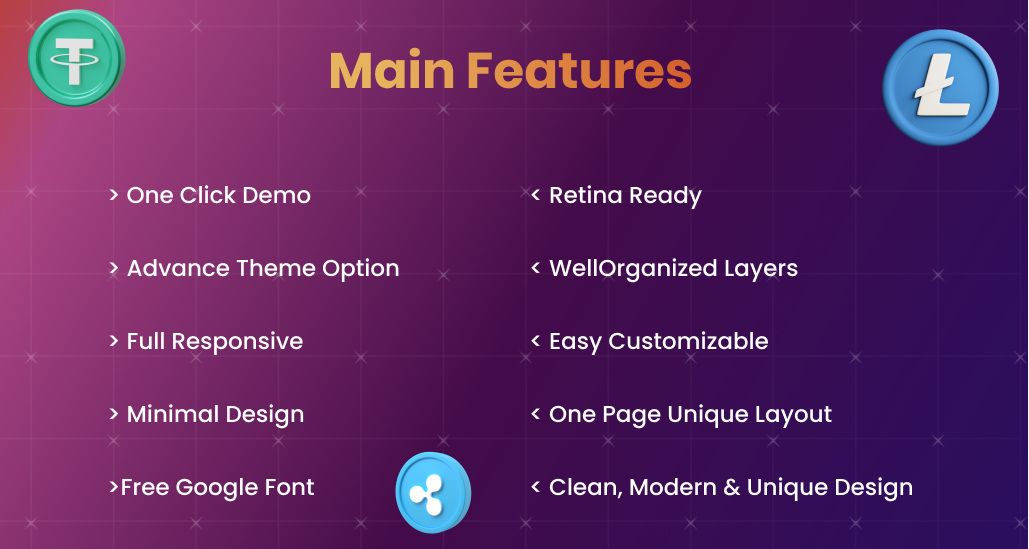 Main Features
> One Click Demo
> Advance Theme Option
> Full Responsive
> Minimal Design
>Free Google Font
< Retina Ready
< WellOrganized Layers
< Easy Customizable
< One Page Unique Layout
< Clean, Modern & Unique Design